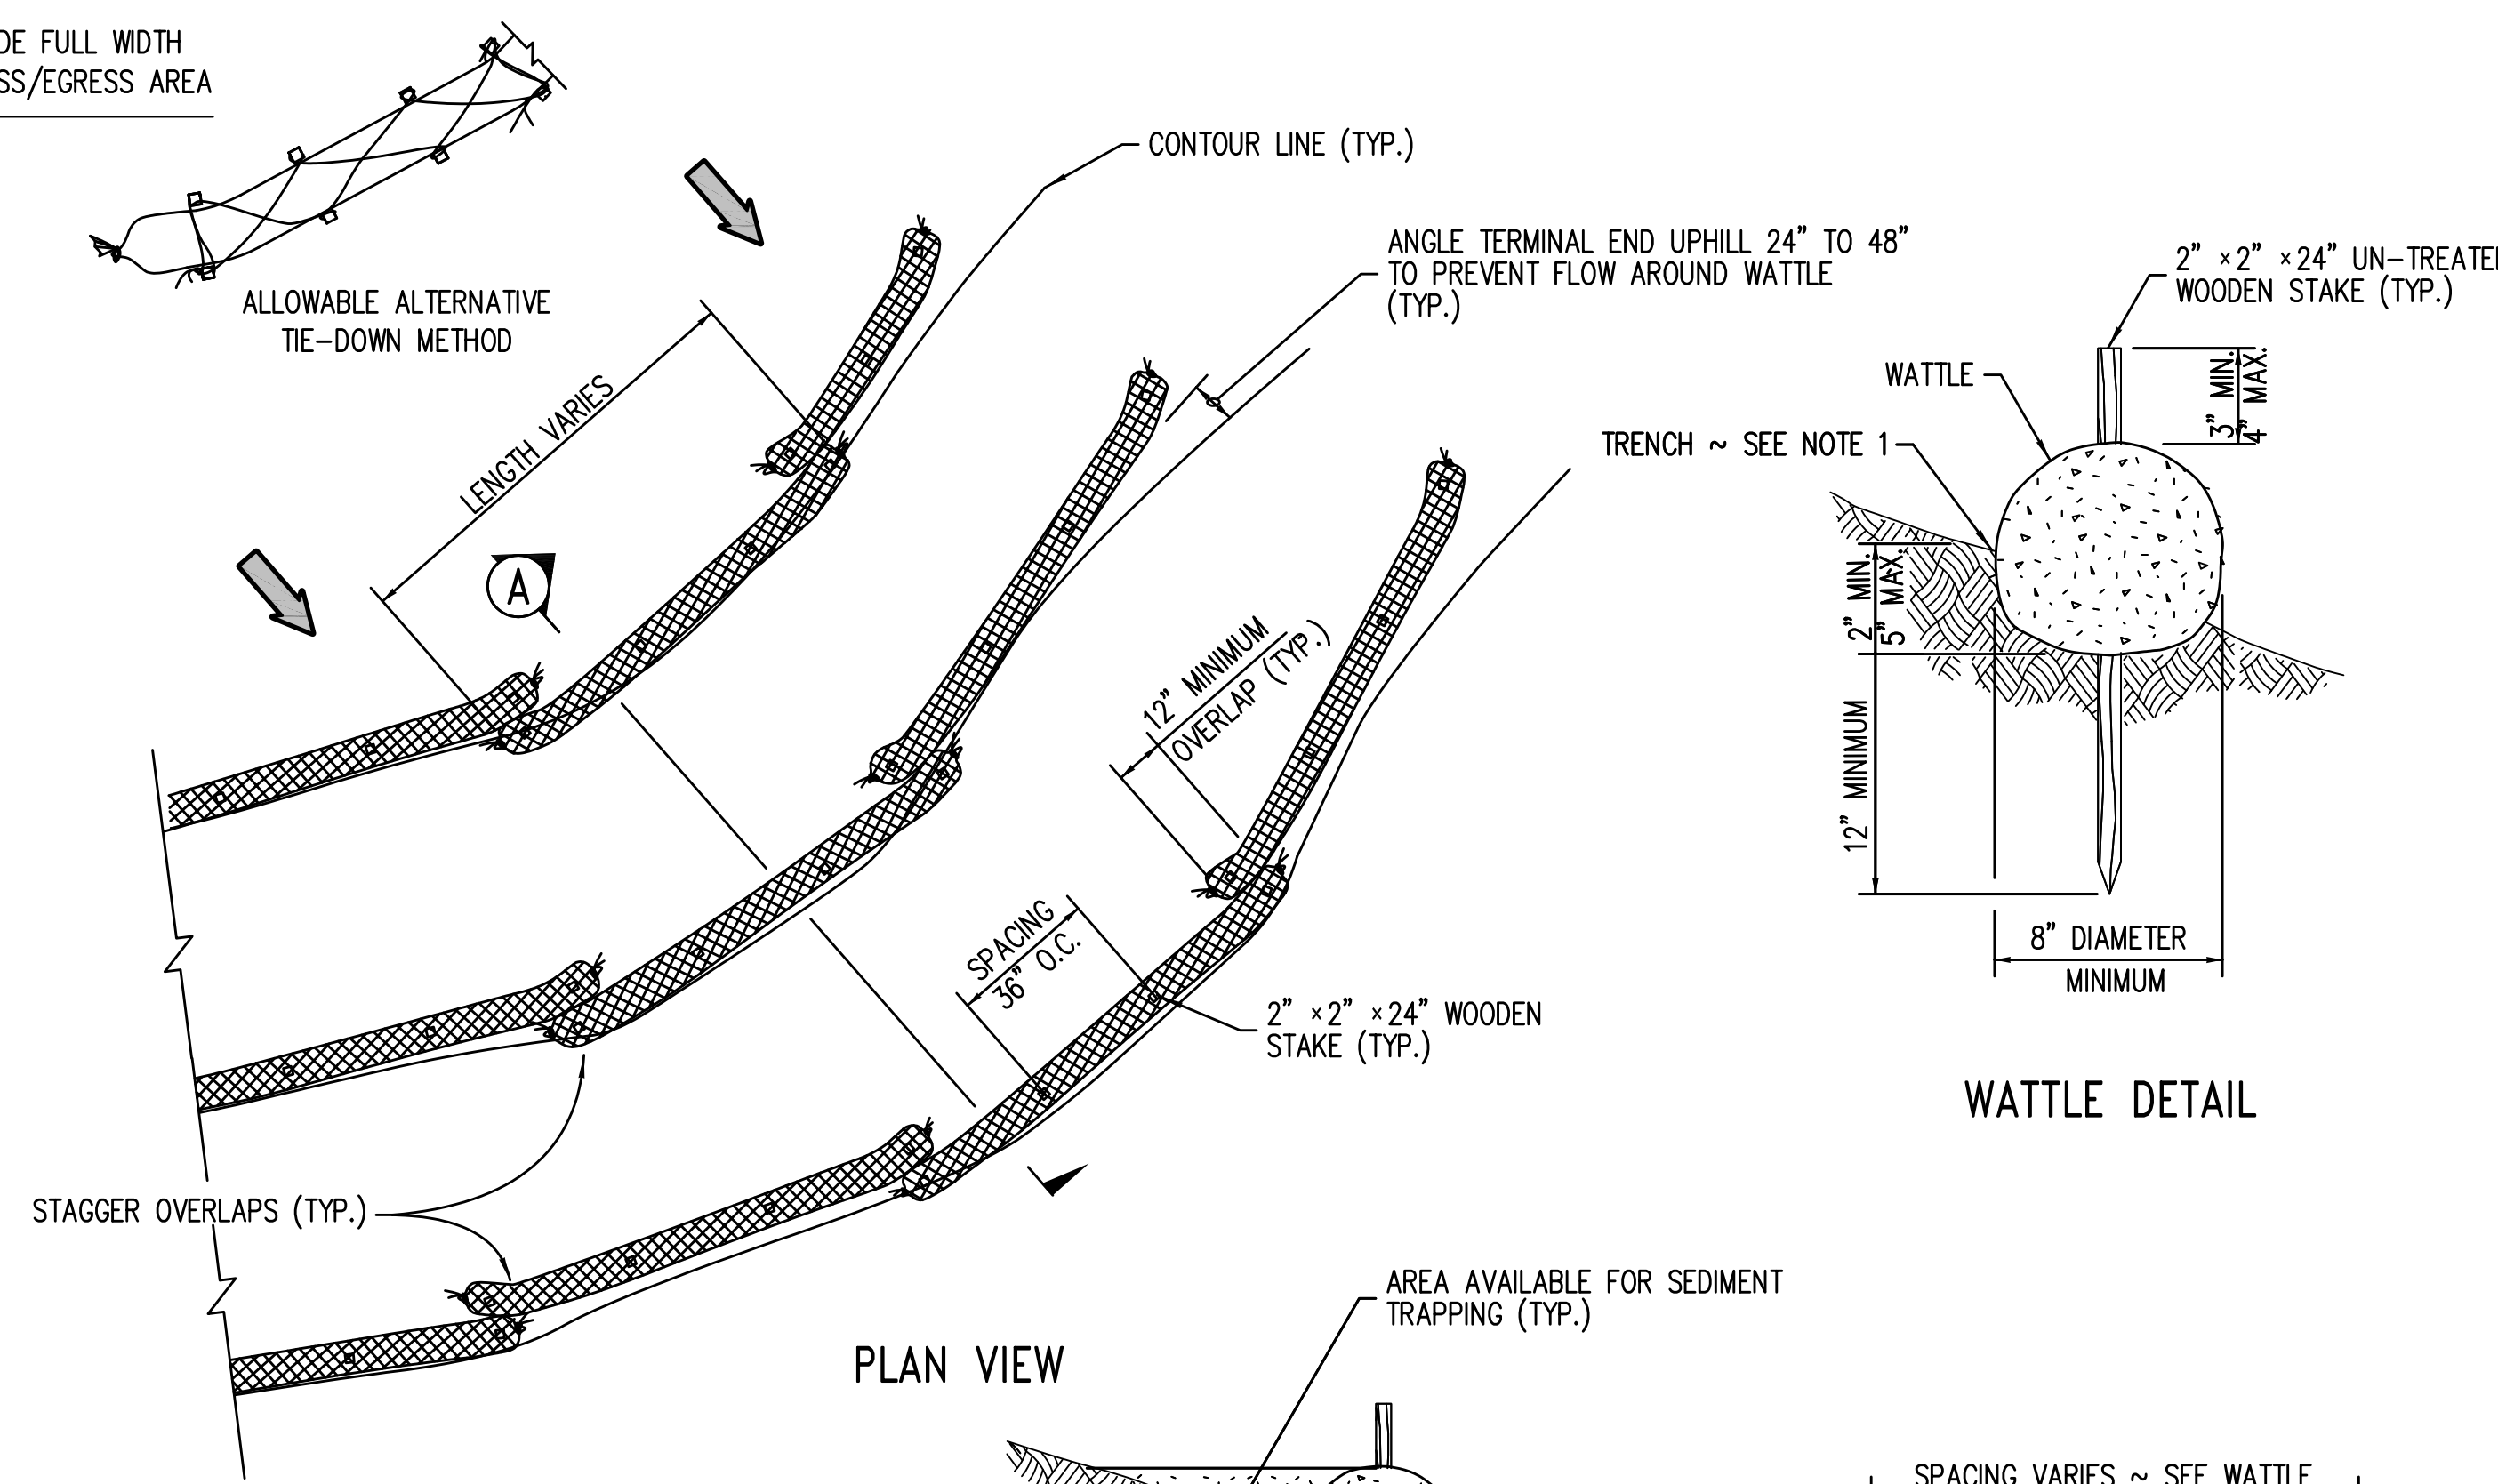 DE FULL WIDTH
SS/EGRESS AREA
ALLOWABLE ALTERNATIVE
TIE-DOWN METHOD
CONTOUR LINE (TYP.)
ANGLE TERMINAL END UPHILL 24" TO 48"
TO PREVENT FLOW AROUND WATTLE
(TYP.)
LENGTH VARIES
A
12" MINIMUM
OVERLAP (TYP.)
SPACING
36" O.C.
2" ×2" ×24" WOODEN
STAKE (TYP.)
STAGGER OVERLAPS (TYP.)
PLAN VIEW
2" ×2" ×24" UN-TREATE
WOODEN STAKE (TYP.)
WATTLE
3" MIN.
4" MAX.
TRENCH ~ SEE NOTE 1
2" MIN.
5" MAX.
12" MINIMUM
8" DIAMETER
MINIMUM
WATTLE DETAIL
AREA AVAILABLE FOR SEDIMENT
TRAPPING (TYP.)
SPACING VARIES ~ SEE WATTLE